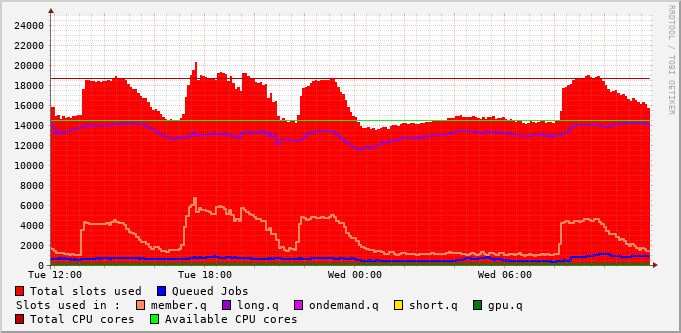 RRDTOOL / TOBI OETIKER
24000
22000
20000
18000
16000
14000
12000
10000
8000
6000
4000
2000
0
Tue 12:00 Tue 18:00 Wed 00:00 Wed 06:00
Total slots used Queued Jobs
Slots used in : member.q long.q ondemand.q short.q gpu.q
Total CPU cores Available CPU cores